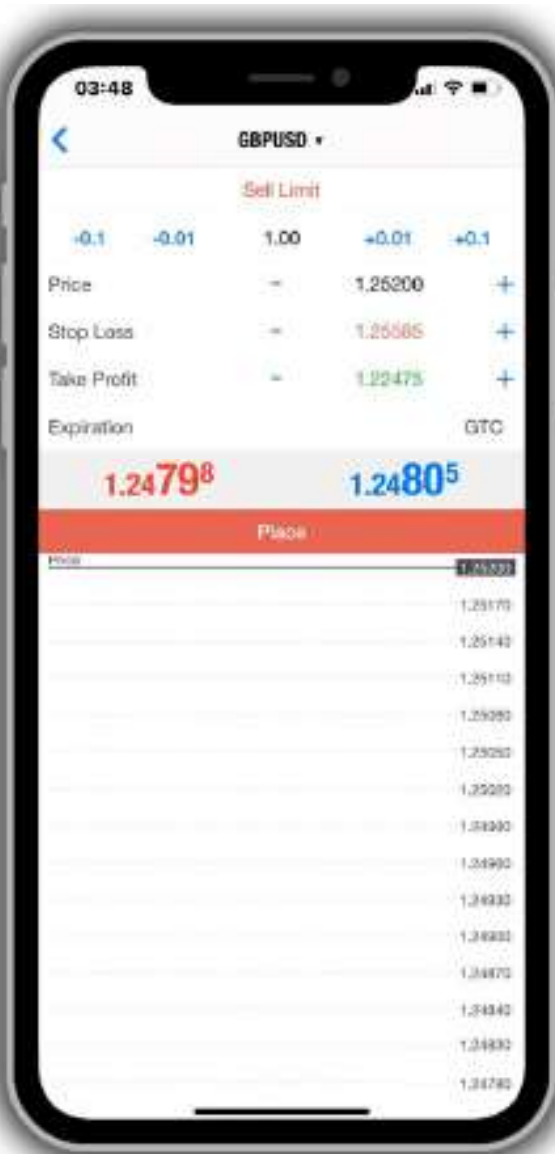 03:48
GBPUSD ▾
Sell Limit
-0.1 -0.01 1.00 +0.01 +0.1
Price - 1.25200 +
Stop Loss - +
Take Profit - 1.22475 +
Expiration GTC
1.24798 1.24805
Place
Price 1.25200
1.25170
1.25140
1.25110
1.25080
1.25050
1.25020
1.24990
1.24960
1.24930
1.24900
1.24870
1.24840
1.24780